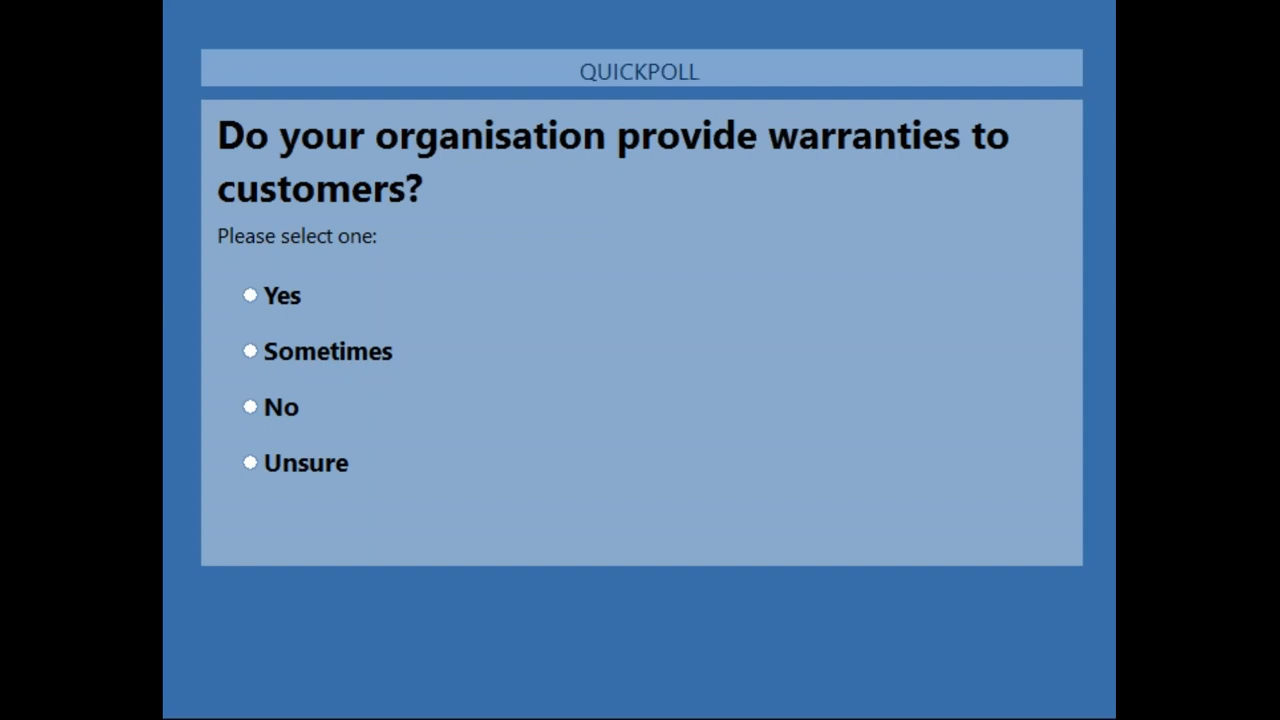 QUICKPOLL
Do your organisation provide warranties to
customers?
Please select one:
Yes
Sometimes
No
Unsure